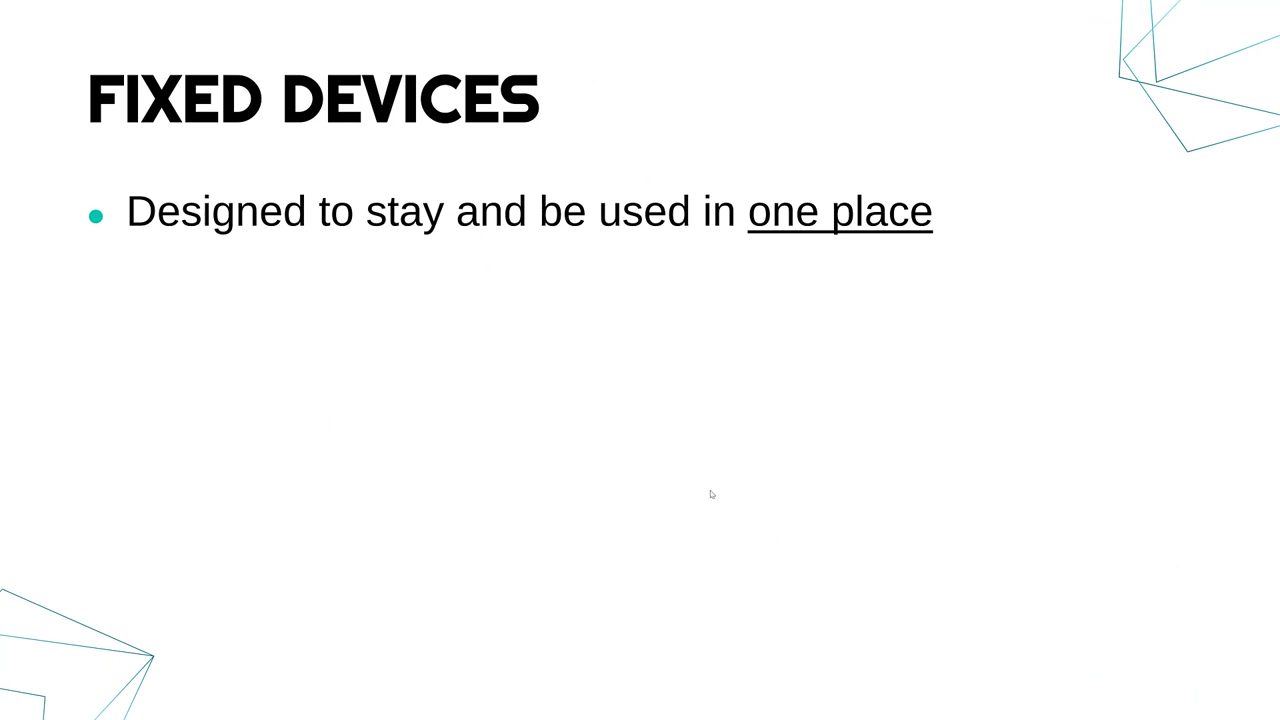 FIXED DEVICES
• Designed to stay and be used in one place